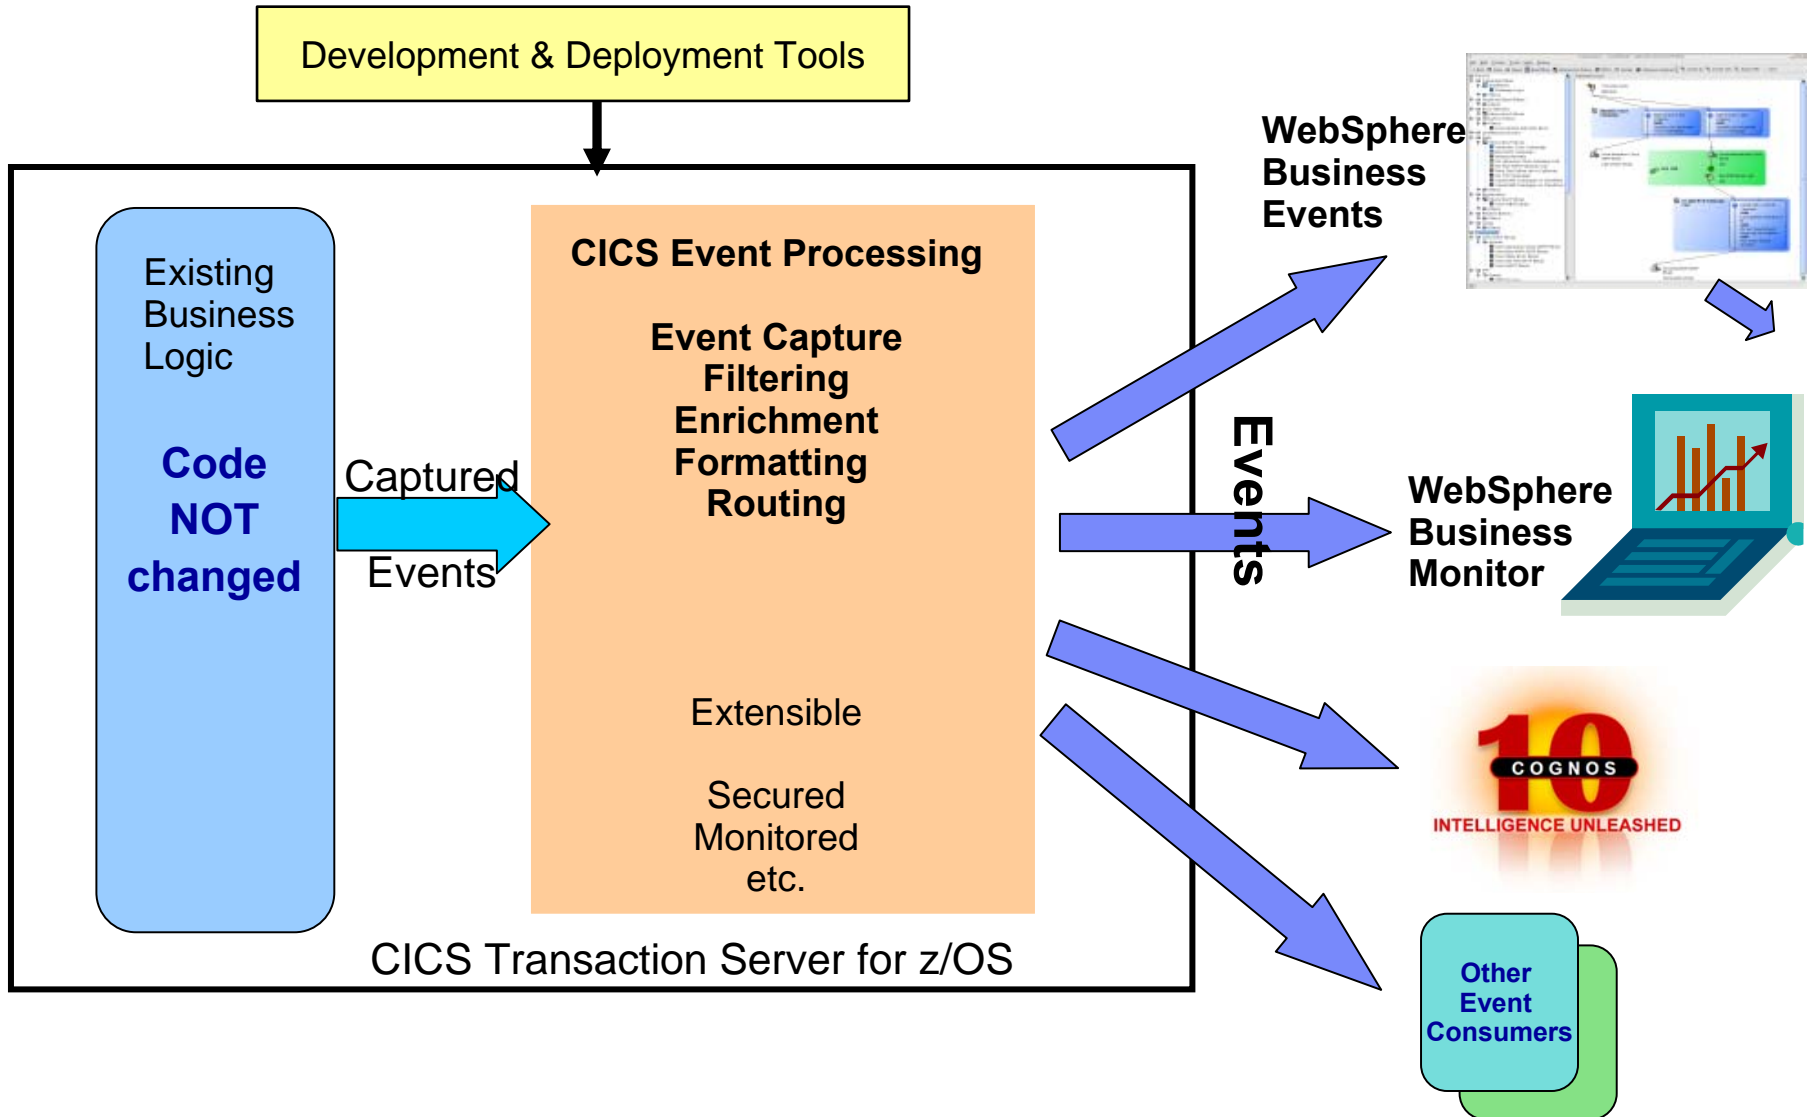 Development & Deployment Tools
WebSphere
Business
Events
Existing
Business
Logic
Code
NOT
changed
Captured
Events
CICS Event Processing
Event Capture
Filtering
Enrichment
Formatting
Routing
Extensible
Secured
Monitored
etc.
CICS Transaction Server for z/OS
Events
WebSphere
Business
Monitor
10
COGNOS
INTELLIGENCE UNLEASHED
Other
Event
Consumers